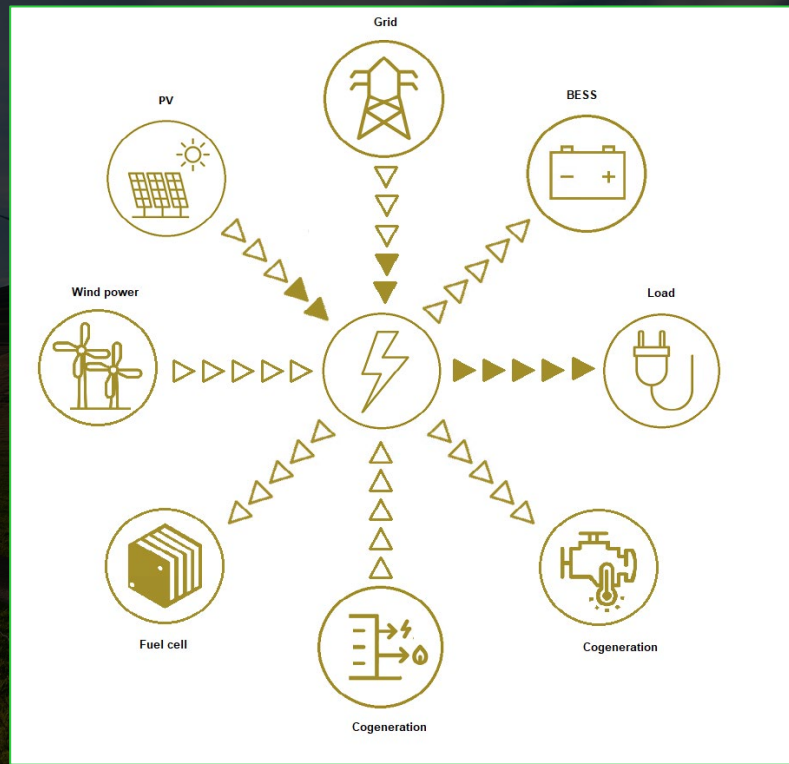 Grid
PV
BESS
Wind power
Load
Fuel cell
Cogeneration
Cogeneration